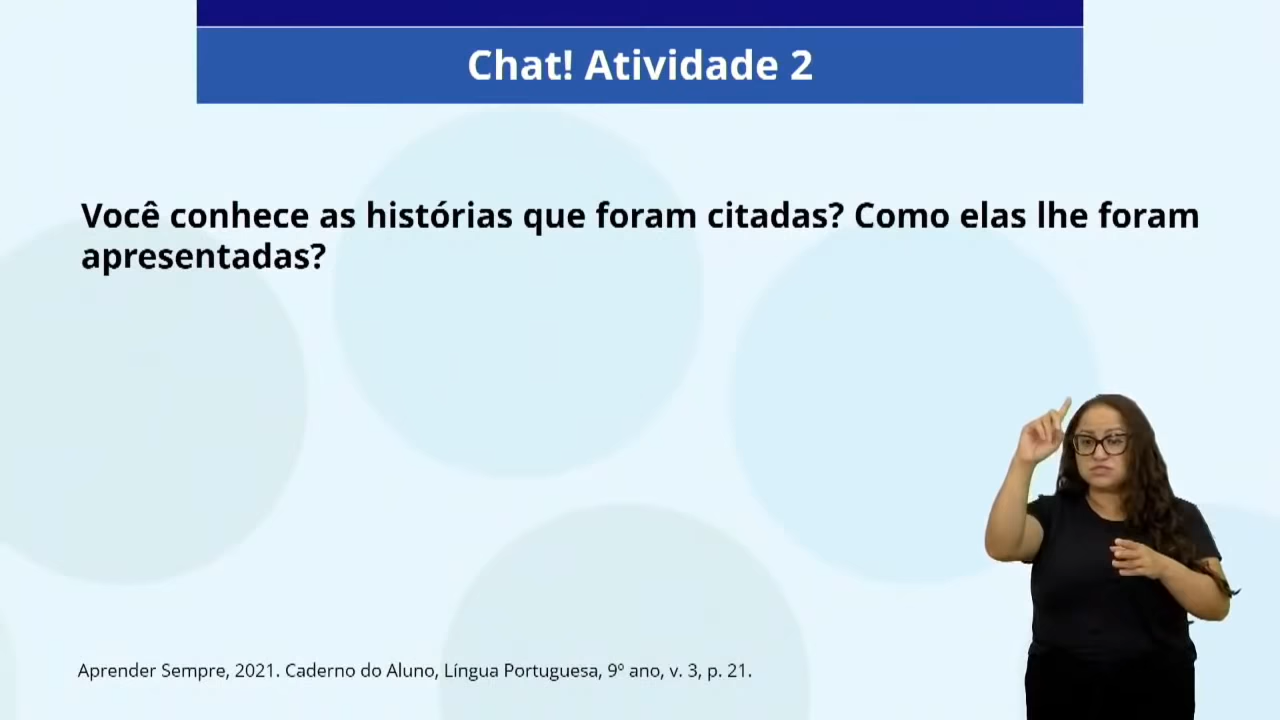 Chat! Atividade 2
Você conhece as histórias que foram citadas? Como elas lhe foram
apresentadas?
Aprender Sempre, 2021. Caderno do Aluno, Língua Portuguesa, 9º ano, v. 3, p. 21.